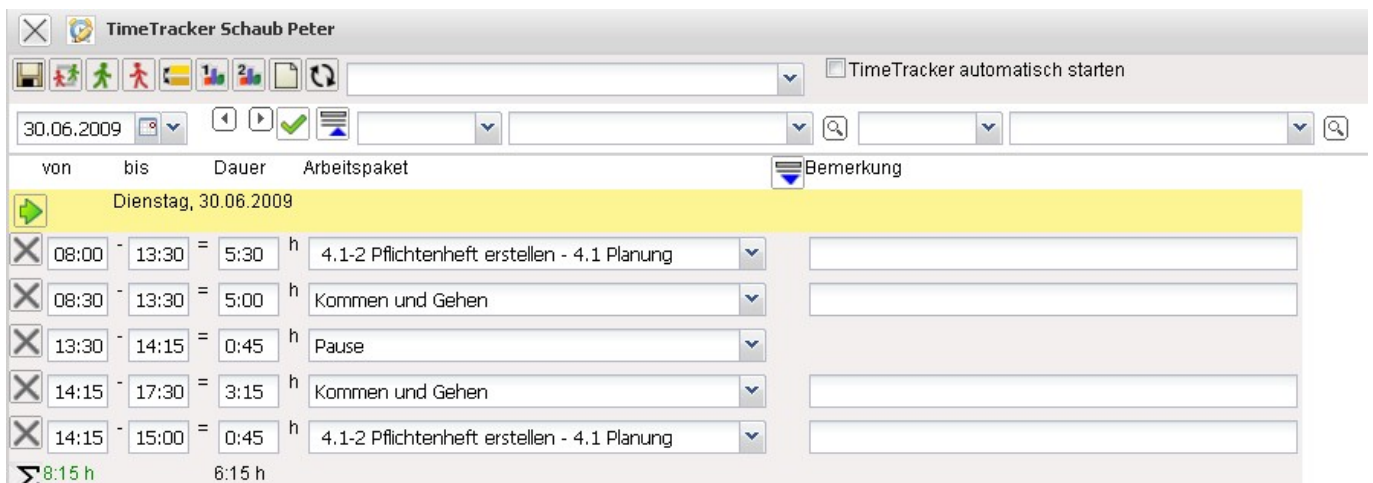 TimeTracker Schaub Peter
1 2 TimeTracker automatisch starten
30.06.2009
von bis Dauer Arbeitspaket Bemerkung
Dienstag, 30.06.2009
08:00 - 13:30 = 5:30 h 4.1-2 Pflichtenheft erstellen - 4.1 Planung
08:30 - 13:30 = 5:00 h Kommen und Gehen
13:30 - 14:15 = 0:45 h Pause
14:15 - 17:30 = 3:15 h Kommen und Gehen
14:15 - 15:00 = 0:45 h 4.1-2 Pflichtenheft erstellen - 4.1 Planung
Σ 8:15 h 6:15 h